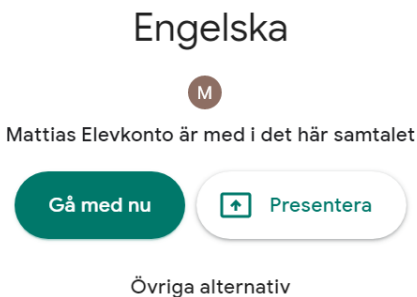 Engelska
M
Mattias Elevkonto är med i det här samtalet
Gå med nu
Presentera
Övriga alternativ